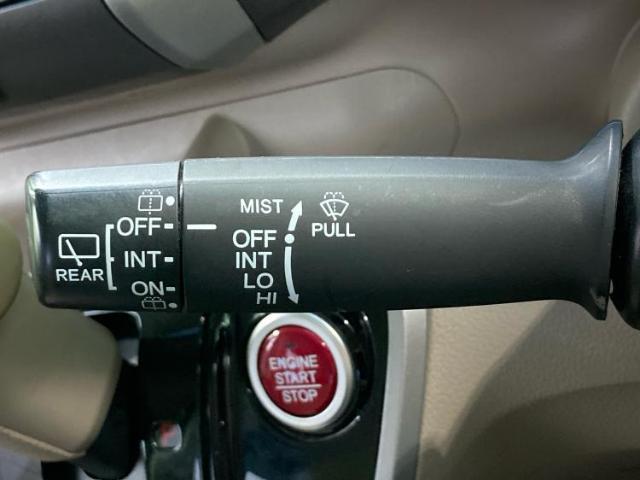 REAR
OFF
INT
ON
MIST
OFF
INT
LO
HI
PULL
ENGINE
START
STOP